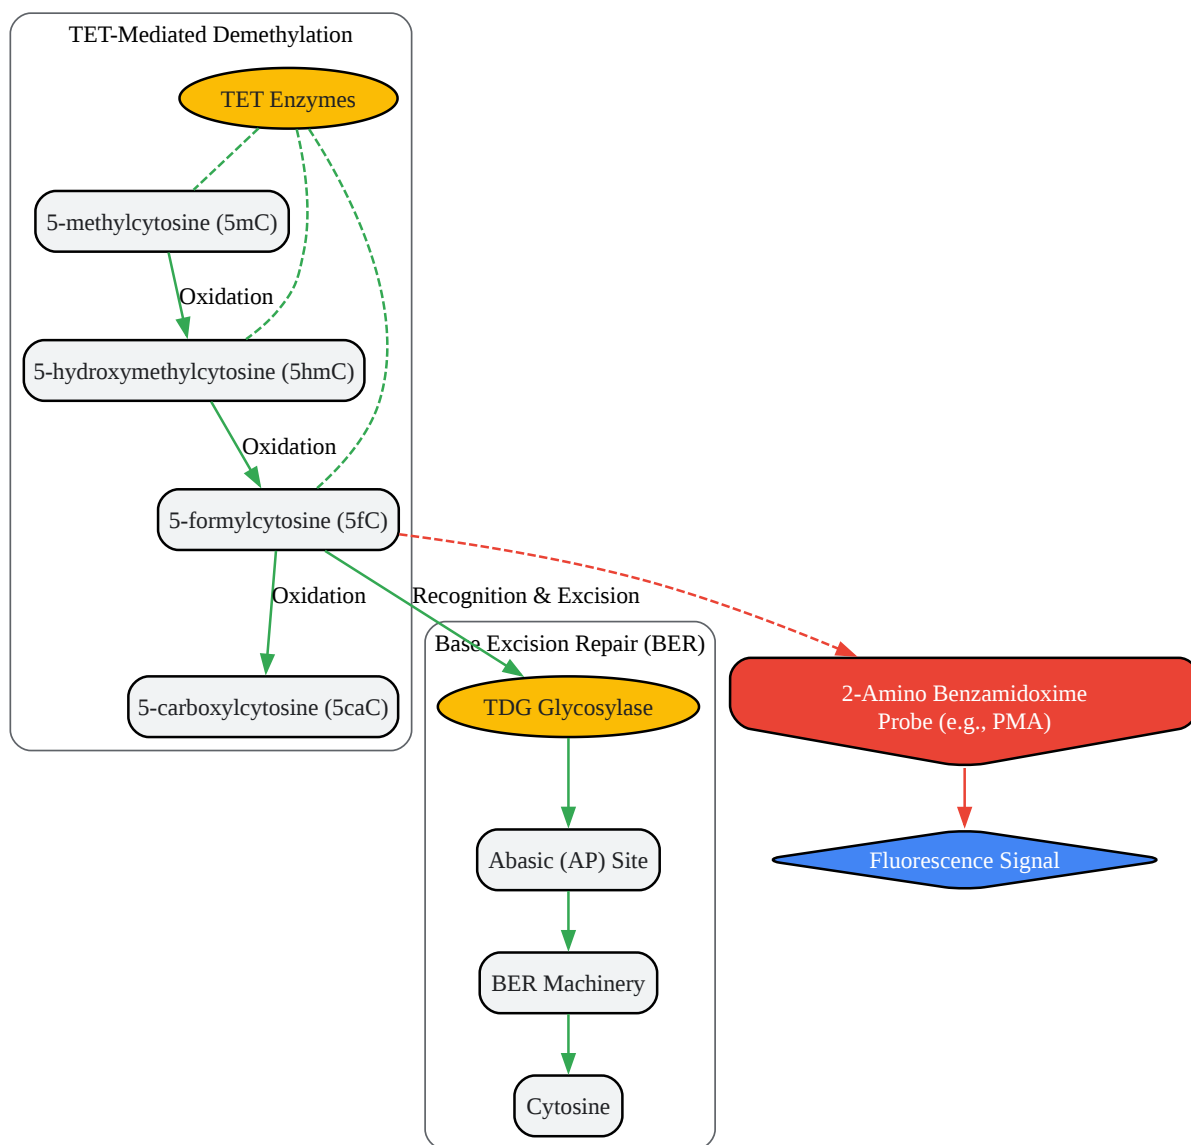 TET-Mediated Demethylation
TET Enzymes
5-methylcytosine (5mC)
Oxidation
5-hydroxymethylcytosine (5hmC)
Oxidation
5-formylcytosine (5fC)
Oxidation
Recognition & Excision
Base Excision Repair (BER)
5-carboxylcytosine (5caC)
TDG Glycosylase
2-Amino Benzamidoxime
Probe (e.g., PMA)
Abasic (AP) Site
Fluorescence Signal
BER Machinery
Cytosine